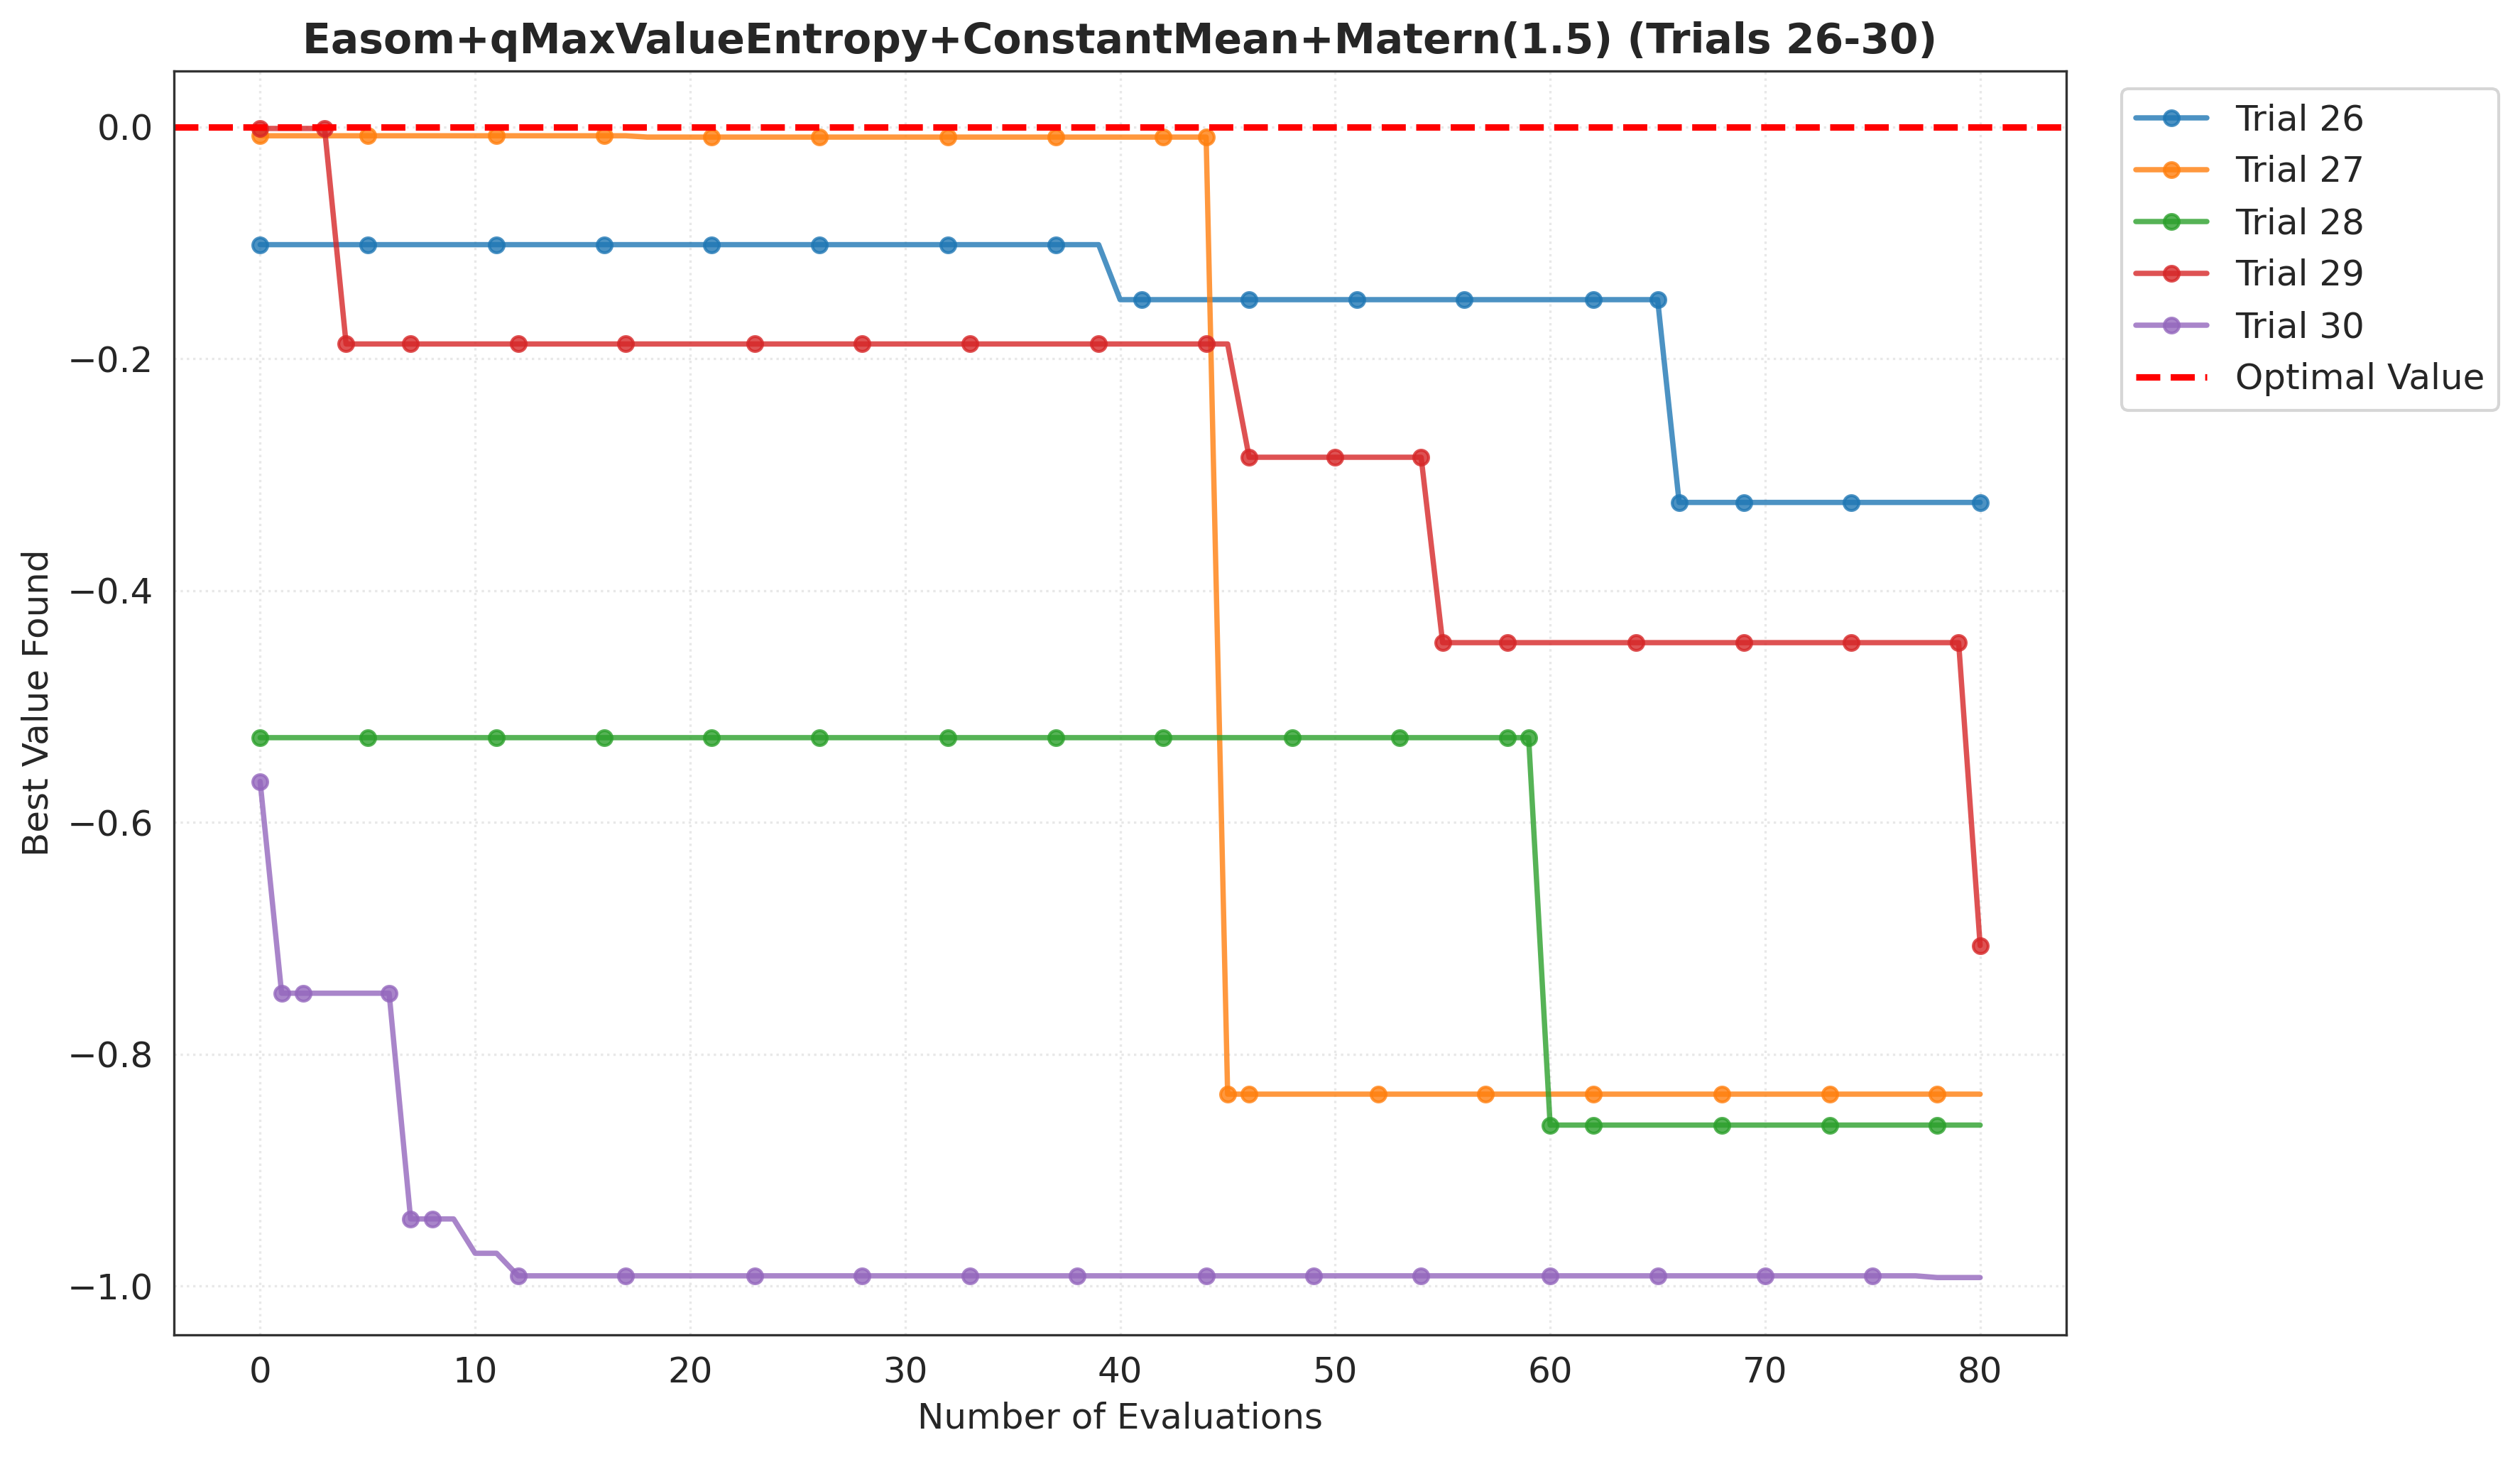 Easom+qMaxValueEntropy+ConstantMean+Matern(1.5) (Trials 26-30)
Trial 26
Trial 27
Trial 28
Trial 29
Trial 30
Optimal Value
Best Value Found
0.0
−0.2
−0.4
−0.6
−0.8
−1.0
0 10 20 30 40 50 60 70 80
Number of Evaluations